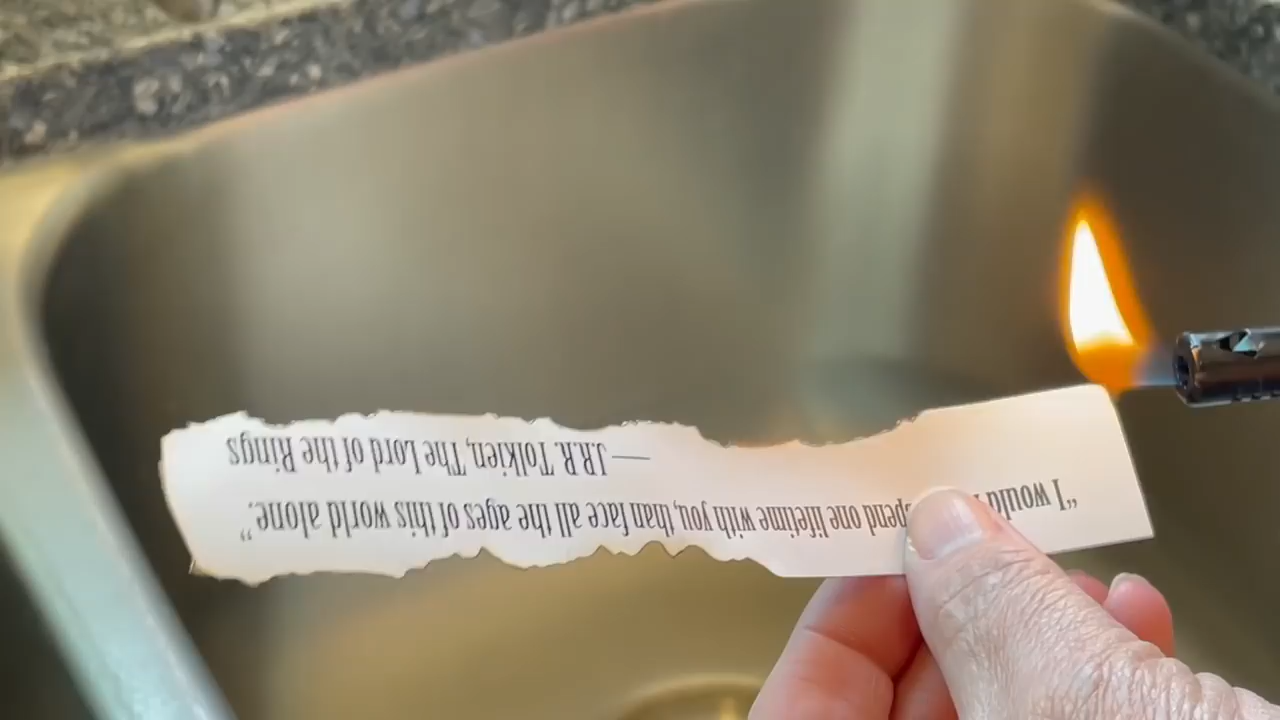 “I would spend one lifetime with you, than face all the ages of this world alone.”
— J.R.R. Tolkien, The Lord of the Rings